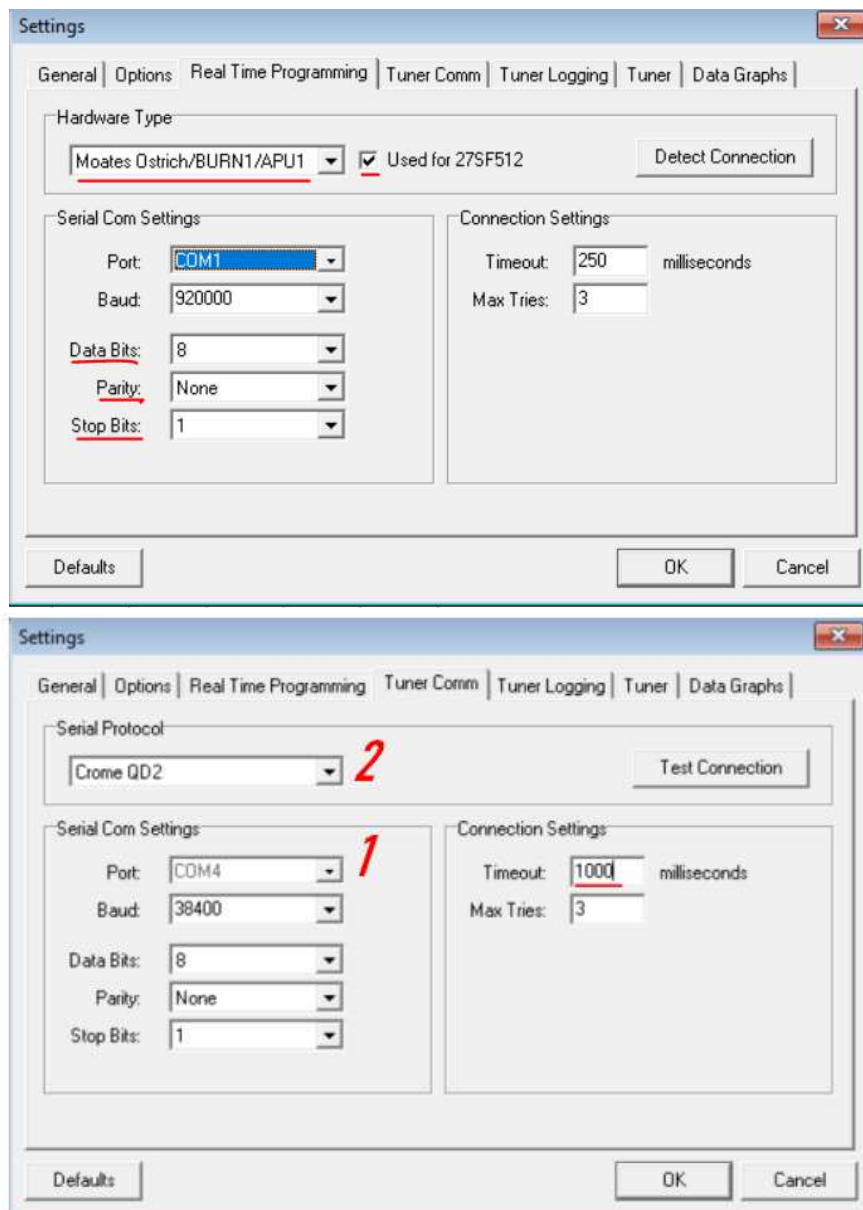 Settings
General Options Real Time Programming Tuner Comm Tuner Logging Tuner Data Graphs
Hardware Type
Moates Ostrich/BURN1/APU1 Used for 27SF512 Detect Connection
Serial Com Settings Connection Settings
Port: COM1 Timeout: 250 milliseconds
Baud: 920000 Max Tries: 3
Data Bits: 8
Parity: None
Stop Bits: 1
Defaults OK Cancel
Settings
General Options Real Time Programming Tuner Comm Tuner Logging Tuner Data Graphs
Serial Protocol
Crome QD2 2 Test Connection
Serial Com Settings 1 Connection Settings
Port: COM4 Timeout: 1000 milliseconds
Baud: 38400 Max Tries: 3
Data Bits: 8
Parity: None
Stop Bits: 1
Defaults OK Cancel